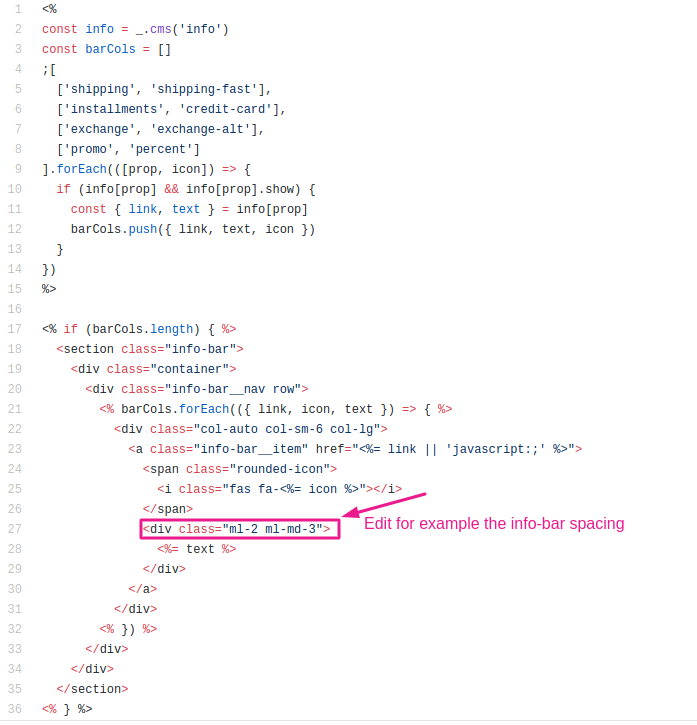 1 <%
2 const info = _.cms('info')
3 const barCols = []
4 ;[
5   ['shipping', 'shipping-fast'],
6   ['installments', 'credit-card'],
7   ['exchange', 'exchange-alt'],
8   ['promo', 'percent']
9 ].forEach(([prop, icon]) => {
10   if (info[prop] && info[prop].show) {
11     const { link, text } = info[prop]
12     barCols.push({ link, text, icon })
13   }
14 })
15 %>
16
17 <% if (barCols.length) { %>
18   <section class="info-bar">
19     <div class="container">
20       <div class="info-bar__nav row">
21         <% barCols.forEach(({ link, icon, text }) => { %>
22           <div class="col-auto col-sm-6 col-lg">
23             <a class="info-bar__item" href="<%= link || 'javascript:;' %>">
24               <span class="rounded-icon">
25                 <i class="fas fa-<%= icon %>"></i>
26               </span>
27               <div class="ml-2 ml-md-3"> Edit for example the info-bar spacing
28                 <%= text %>
29               </div>
30             </a>
31           </div>
32         <% }) %>
33       </div>
34     </div>
35   </section>
36 <% } %>